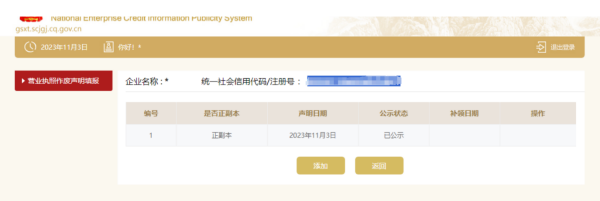 National Enterprise Credit Information Publicity System
gsxt.scjgj.cq.gov.cn
2023年11月3日 你好!
退出登录
营业执照作废声明填报
企业名称：* 统一社会信用代码/注册号：
编号 是否正副本 声明日期 公示状态 补领日期 操作
1 正副本 2023年11月3日 已公示
添加 返回